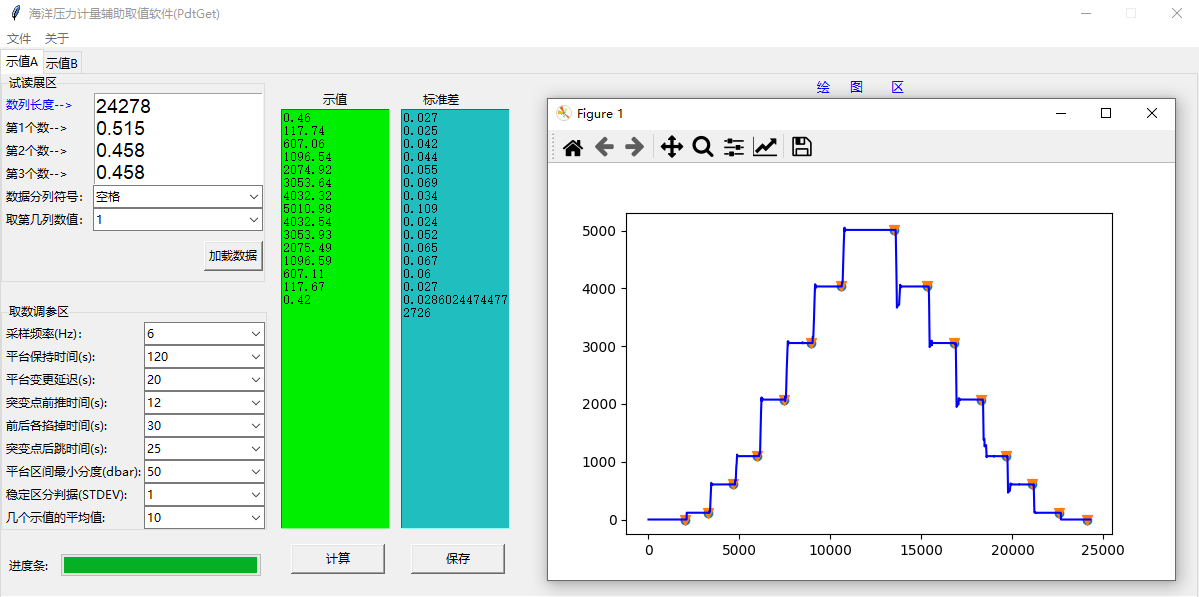 海洋压力计量辅助取值软件(PdtGet)
文件 关于
示值A 示值B
试读展区
数列长度--> 24278
第1个数--> 0.515
第2个数--> 0.458
第3个数--> 0.458
数据分列符号: 空格
取第几列数值: 1
加载数据
取数调参区
采样频率(Hz): 6
平台保持时间(s): 120
平台变更延迟(s): 20
突变点前推时间(s): 12
前后各掐掉时间(s): 30
突变点后跳时间(s): 25
平台区间最小分度(dbar): 50
稳定区分判据(STDEV): 1
几个示值的平均值: 10
进度条:
示值
0.46
117.74
607.06
1096.54
2074.92
3053.64
4032.32
5010.98
4032.54
3053.93
2075.49
1096.59
607.11
117.67
0.42
计算
标准差
0.027
0.025
0.042
0.044
0.055
0.069
0.034
0.109
0.024
0.052
0.065
0.067
0.06
0.027
0.0286024474477
2726
保存
绘 图 区
Figure 1
5000
4000
3000
2000
1000
0
0 5000 10000 15000 20000 25000